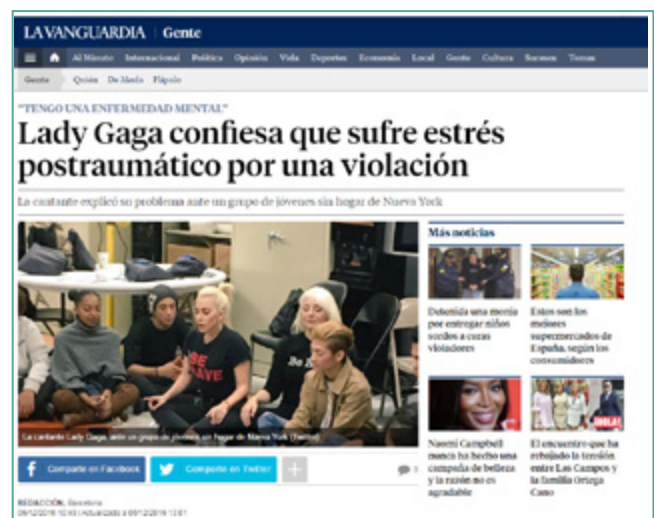 LAVANGUARDIA Gente
Al Minuto Internacional Política Opinión Vida Deportes Economía Local Gente Cultura Sucesos Temas
Gente Quién De Moda Flípalo
"TENGO UNA ENFERMEDAD MENTAL"
Lady Gaga confiesa que sufre estrés
postraumático por una violación
La cantante explicó su problema ante un grupo de jóvenes sin hogar de Nueva York
Más noticias
BE
Detenida una monja
por entregar niños
sordos a curas
violadores
Estos son los
mejores
supermercados de
España, según los
consumidores
La cantante Lady Gaga, ante un grupo de jóvenes sin hogar de Nueva York (Twitter)
¡HOLA!
Naomi Campbell
nunca ha hecho una
campaña de belleza
y la razón no es
agradable
El encuentro que ha
rebajado la tensión
entre Las Campos y
la familia Ortega
Cano
Comparte en Facebook
Comparte en Twitter
REDACCIÓN, Barcelona